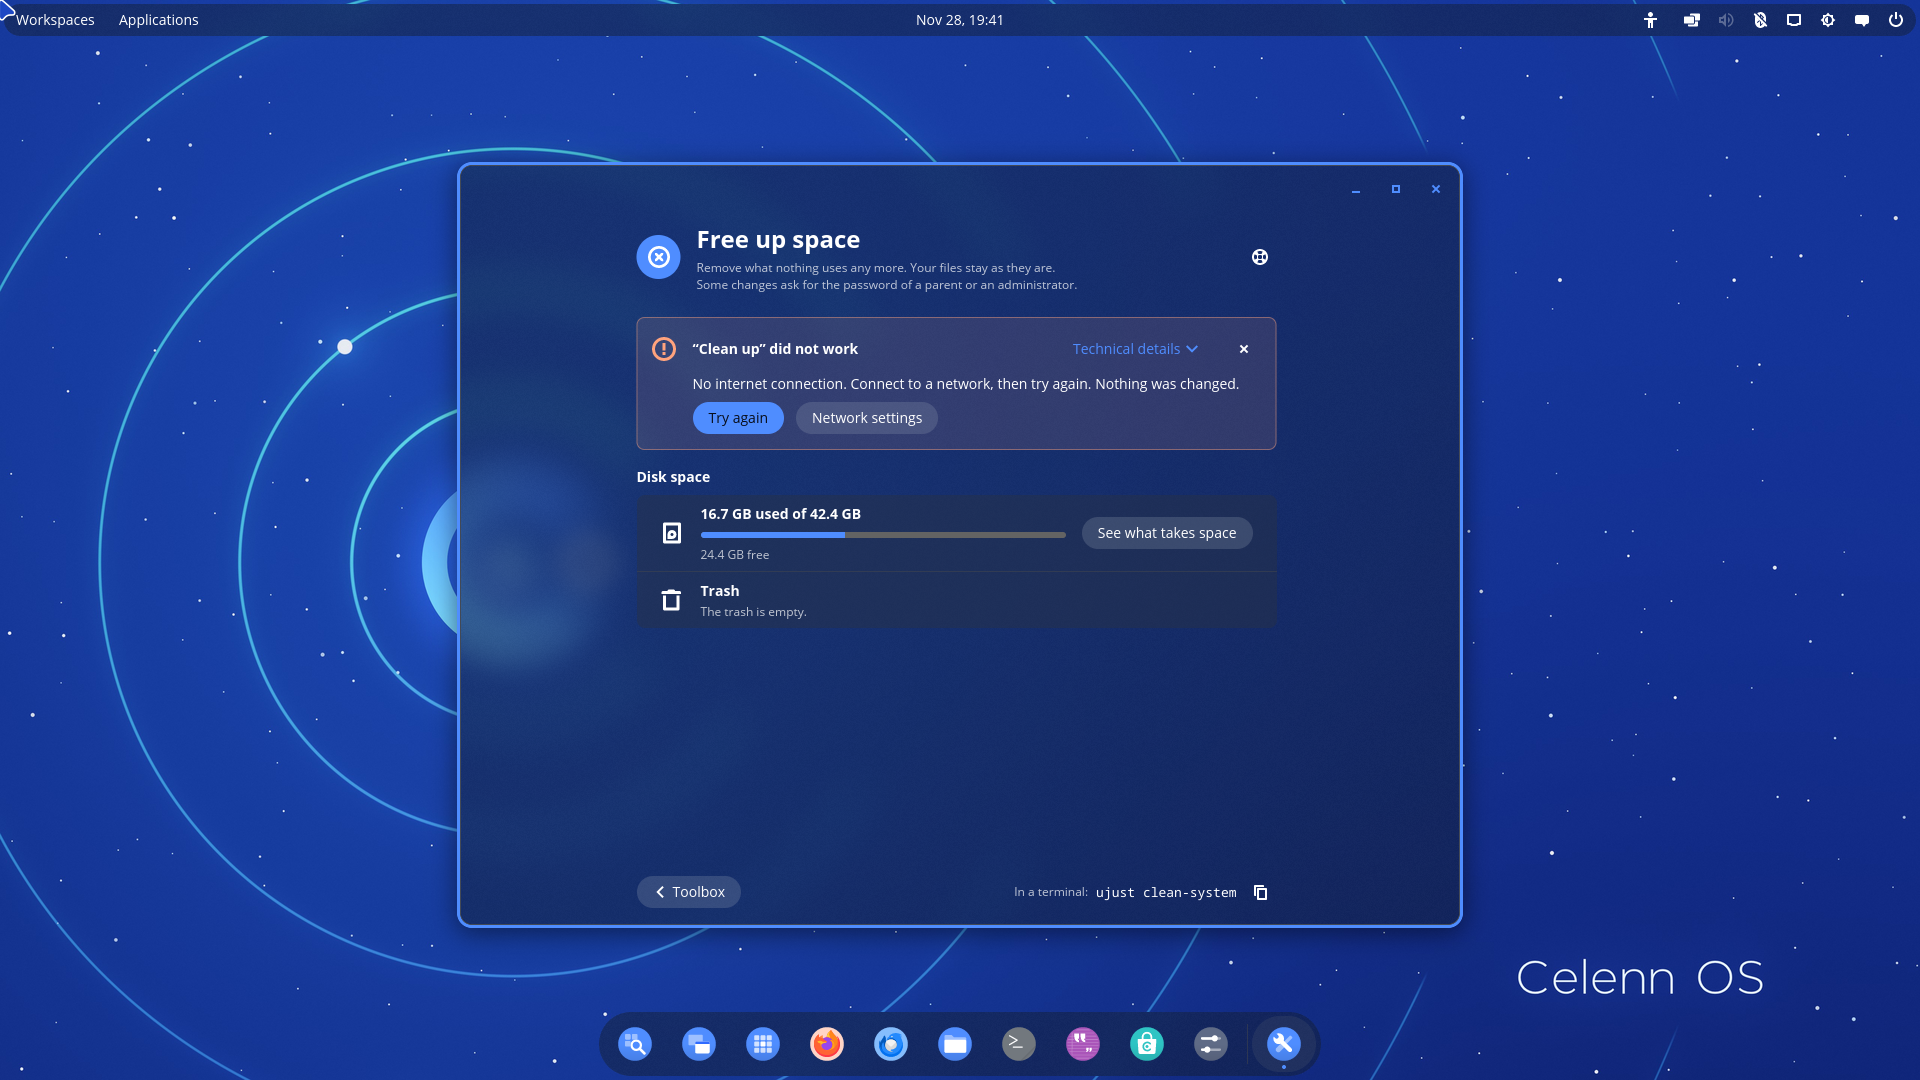 Workspaces
Applications
Nov 28, 19:41
Free up space
Remove what nothing uses any more. Your files stay as they are.
Some changes ask for the password of a parent or an administrator.
“Clean up” did not work
Technical details
No internet connection. Connect to a network, then try again. Nothing was changed.
Try again
Network settings
Disk space
16.7 GB used of 42.4 GB
See what takes space
24.4 GB free
Trash
The trash is empty.
Toolbox
In a terminal: ujust clean-system
Celenn OS